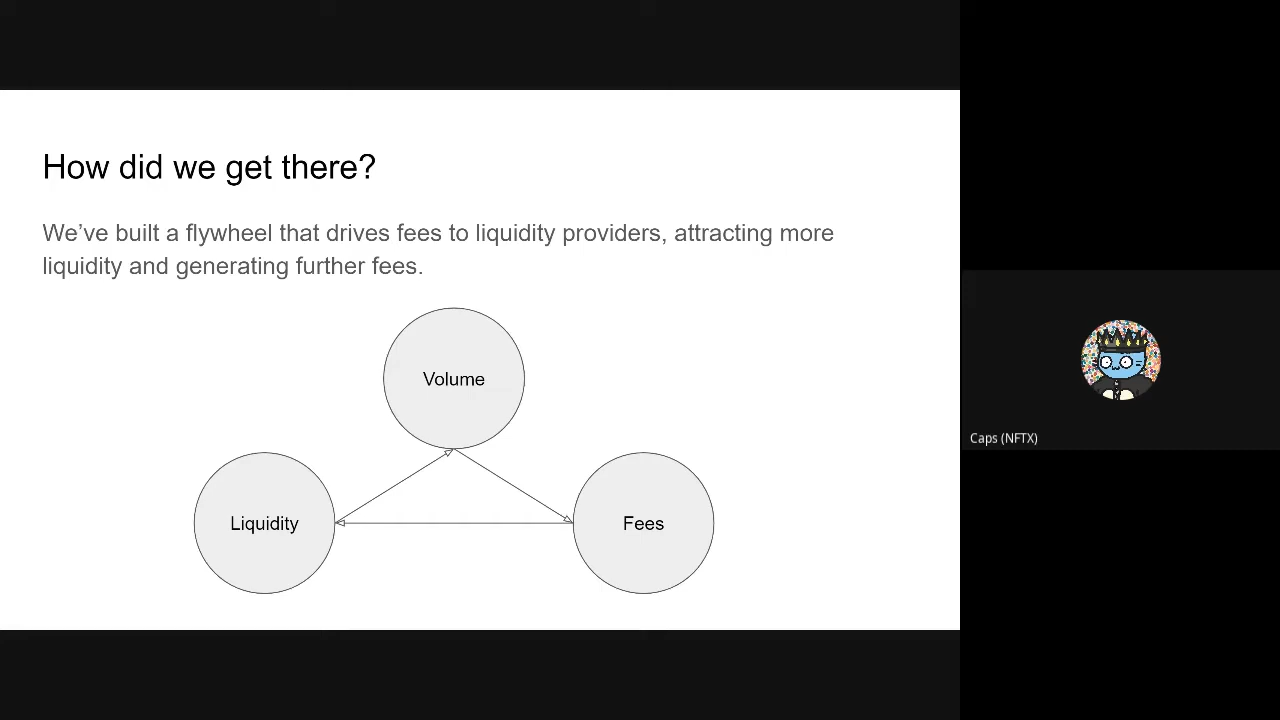 How did we get there?
We’ve built a flywheel that drives fees to liquidity providers, attracting more
liquidity and generating further fees.
Volume
Liquidity
Fees
Caps (NFTX)